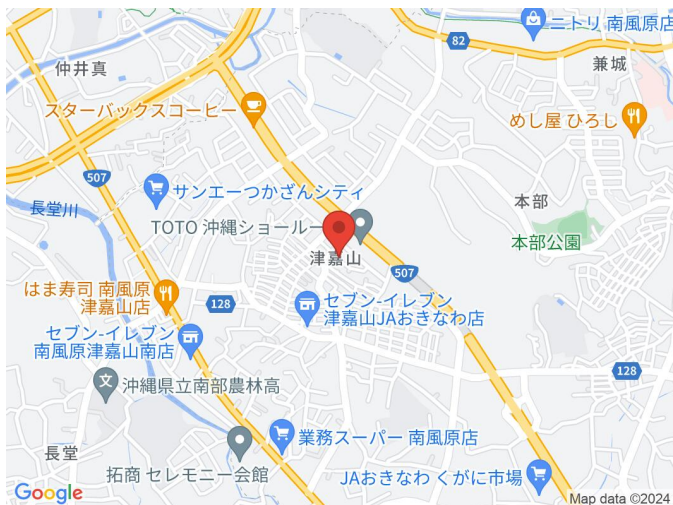 ニトリ 南風原店
82
兼城
仲井真
スターバックスコーヒー
めし屋 ひろし
507
サンエーつかざんシティ
長堂川
本部
TOTO 沖縄ショールー
本部公園
津嘉山
507
はま寿司 南風原
津嘉山店
128
セブン-イレブン
津嘉山JAおきなわ店
セブン-イレブン
南風原津嘉山南店
128
沖縄県立南部農林高
文
業務スーパー 南風原店
長堂
拓商 セレモニー会館
JAおきなわ くがに市場
Google
Map data ©2024